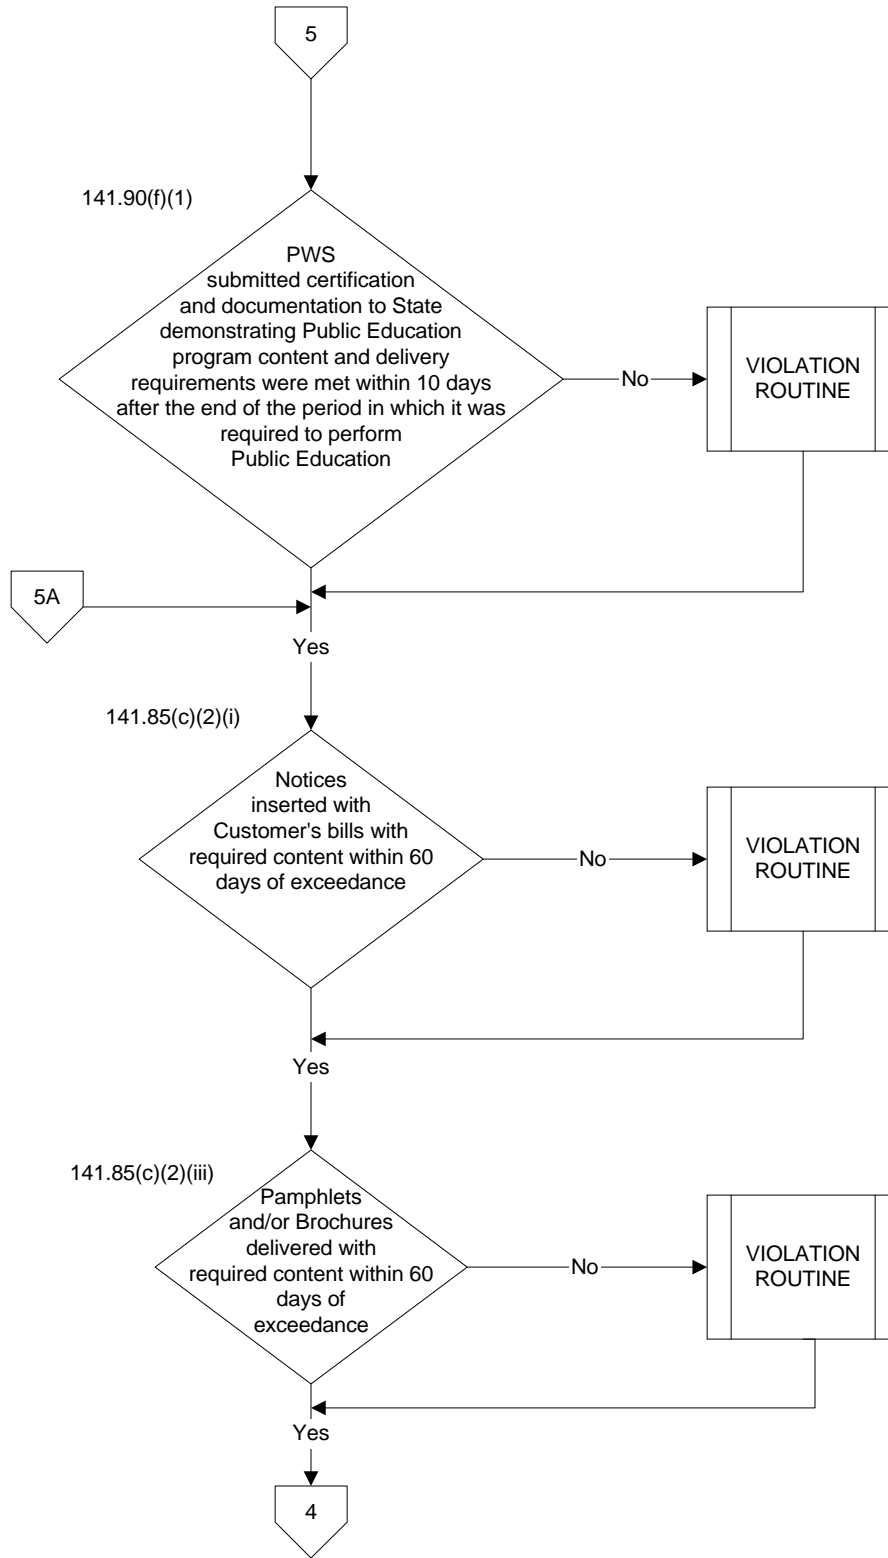 5
141.90(f)(1)
PWS
submitted certification
and documentation to State
demonstrating Public Education
program content and delivery
requirements were met within 10 days
after the end of the period in which it was
required to perform
Public Education
No
VIOLATION
ROUTINE
5A
Yes
141.85(c)(2)(i)
Notices
inserted with
Customer's bills with
required content within 60
days of exceedance
No
VIOLATION
ROUTINE
Yes
141.85(c)(2)(iii)
Pamphlets
and/or Brochures
delivered with
required content within 60
days of
exceedance
No
VIOLATION
ROUTINE
Yes
4